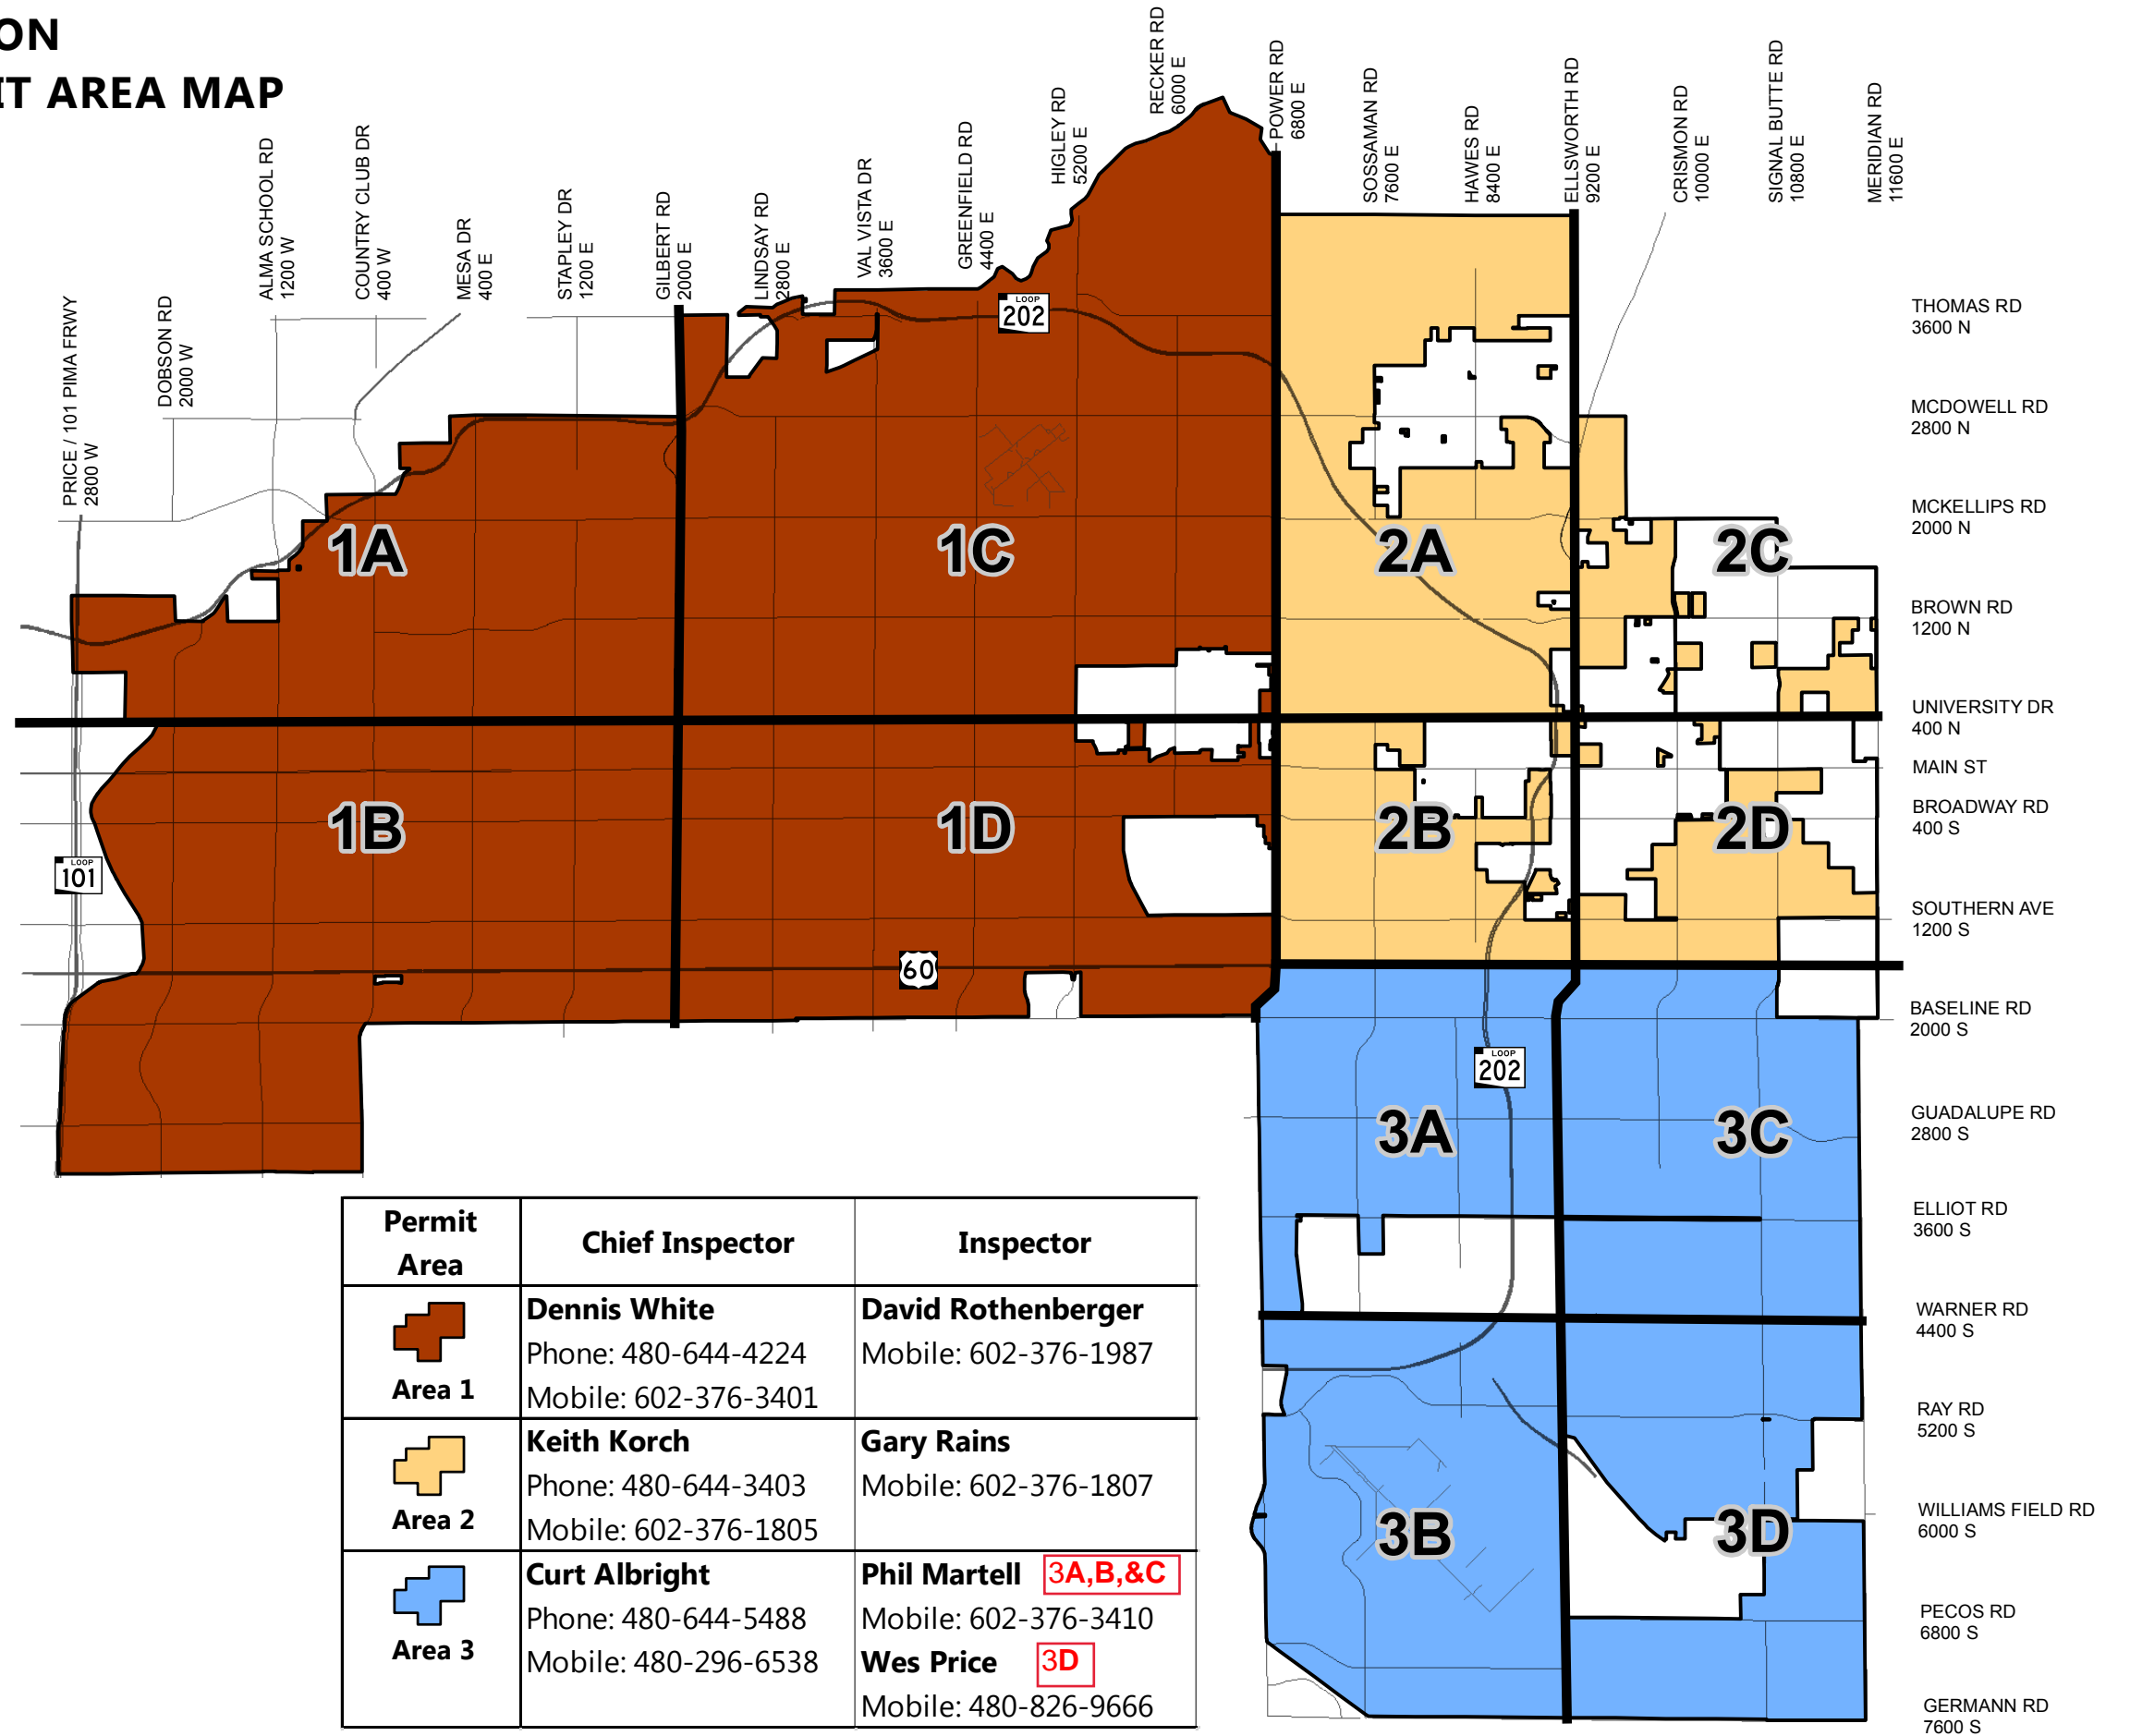 ON
IT AREA MAP
PRICE / 101 PIMA FRWY
2800 W
DOBSON RD
2000 W
ALMA SCHOOL RD
1200 W
COUNTRY CLUB DR
400 W
MESA DR
400 E
STAPLEY DR
1200 E
GILBERT RD
2000 E
LINDSAY RD
2800 E
VAL VISTA DR
3600 E
GREENFIELD RD
4400 E
HIGLEY RD
5200 E
RECKER RD
6000 E
POWER RD
6800 E
SOSSAMAN RD
7600 E
HAWES RD
8400 E
ELLSWORTH RD
9200 E
CRISMON RD
10000 E
SIGNAL BUTTE RD
10800 E
MERIDIAN RD
11600 E
THOMAS RD
3600 N
MCDOWELL RD
2800 N
MCKELLIPS RD
2000 N
BROWN RD
1200 N
UNIVERSITY DR
400 N
MAIN ST
BROADWAY RD
400 S
SOUTHERN AVE
1200 S
BASELINE RD
2000 S
GUADALUPE RD
2800 S
ELLIOT RD
3600 S
WARNER RD
4400 S
RAY RD
5200 S
WILLIAMS FIELD RD
6000 S
PECOS RD
6800 S
GERMANN RD
7600 S
LOOP
202
1A
1C
2A
2C
1B
1D
2B
2D
LOOP
101
60
LOOP
202
3A
3C
3B
3D
Permit
Area
Chief Inspector
Inspector
Area 1
Dennis White
Phone: 480-644-4224
Mobile: 602-376-3401
David Rothenberger
Mobile: 602-376-1987
Area 2
Keith Korch
Phone: 480-644-3403
Mobile: 602-376-1805
Gary Rains
Mobile: 602-376-1807
Area 3
Curt Albright
Phone: 480-644-5488
Mobile: 480-296-6538
Phil Martell 3A,B,&C
Mobile: 602-376-3410
Wes Price 3D
Mobile: 480-826-9666